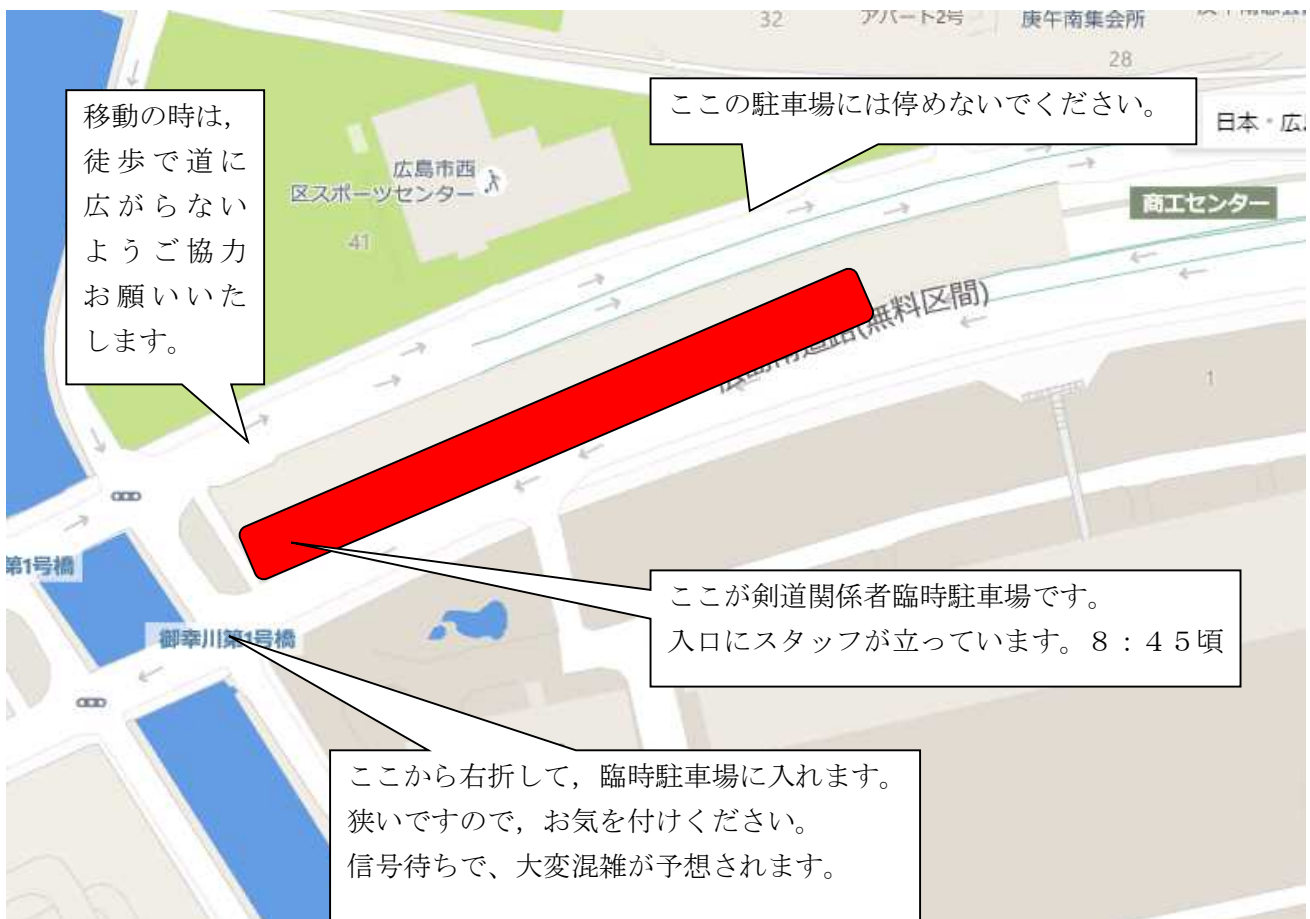 32
アパート2号
庚午南集会所
28
ここの駐車場には停めないでください。
日本・広
移動の時は,
徒歩で道に
広がらない
ようご協力
お願いいた
します。
広島市西
区スポーツセンター
41
商工センター
道路(無料区間)
1
第1号橋
御幸川第1号橋
ここが剣道関係者臨時駐車場です。
入口にスタッフが立っています。8:45頃
ここから右折して,臨時駐車場に入れます。
狭いですので,お気を付けください。
信号待ちで、大変混雑が予想されます。